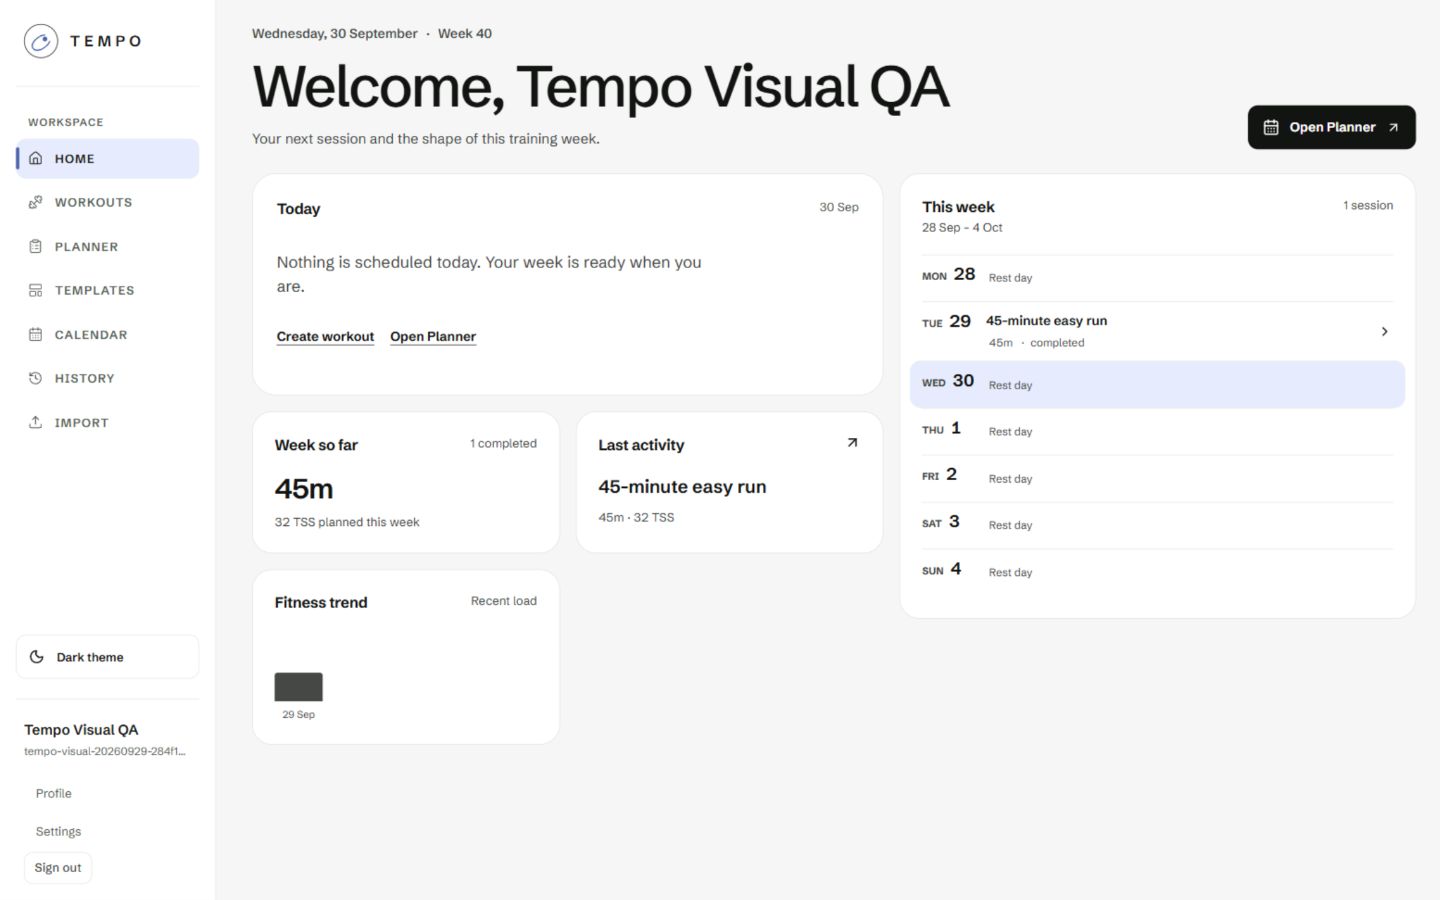 TEMPO
WORKSPACE
HOME
WORKOUTS
PLANNER
TEMPLATES
CALENDAR
HISTORY
IMPORT
Dark theme
Tempo Visual QA
tempo-visual-20260929-284f1...
Profile
Settings
Sign out
Wednesday, 30 September · Week 40
Welcome, Tempo Visual QA
Your next session and the shape of this training week.
Open Planner
Today
30 Sep
Nothing is scheduled today. Your week is ready when you
are.
Create workout Open Planner
Week so far
1 completed
45m
32 TSS planned this week
Last activity
45-minute easy run
45m · 32 TSS
Fitness trend
Recent load
29 Sep
This week
1 session
28 Sep – 4 Oct
MON 28 Rest day
TUE 29 45-minute easy run
45m · completed
WED 30 Rest day
THU 1 Rest day
FRI 2 Rest day
SAT 3 Rest day
SUN 4 Rest day